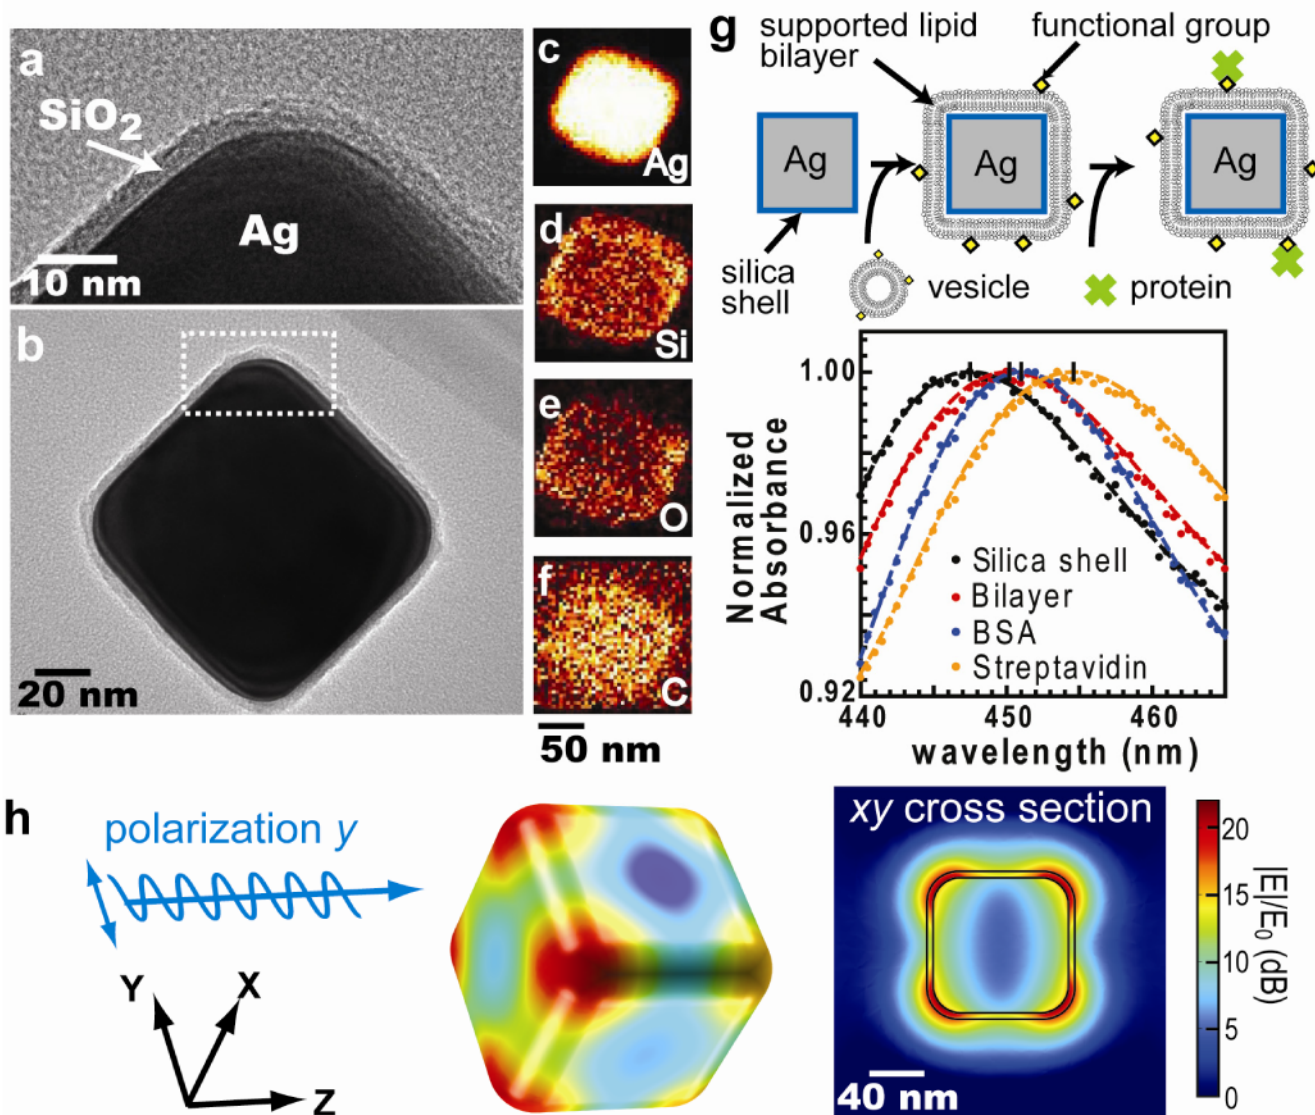 a
SiO2
Ag
10 nm
b
20 nm
c
Ag
d
Si
e
O
f
C
50 nm
g
supported lipid
bilayer
functional group
Ag
Ag
Ag
silica
shell
vesicle
protein
Normalized
Absorbance
1.00
0.96
0.92
Silica shell
Bilayer
BSA
Streptavidin
440
450
460
wavelength (nm)
h
polarization y
Y
X
Z
xy cross section
40 nm
20
15
10
5
0
|E|/E0 (dB)